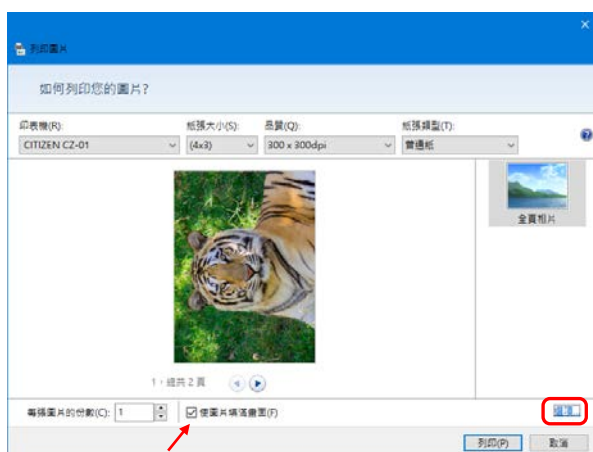 列印圖片
如何列印您的圖片?
印表機(R): 紙張大小(S): 品質(Q): 紙張類型(T):
CITIZEN CZ-01 (4x3) 300 x 300dpi 普通紙
全頁相片
1，總共 2 頁
每張圖片的份數(C): 1 使圖片填滿畫面(F) 選項...
列印(P) 取消